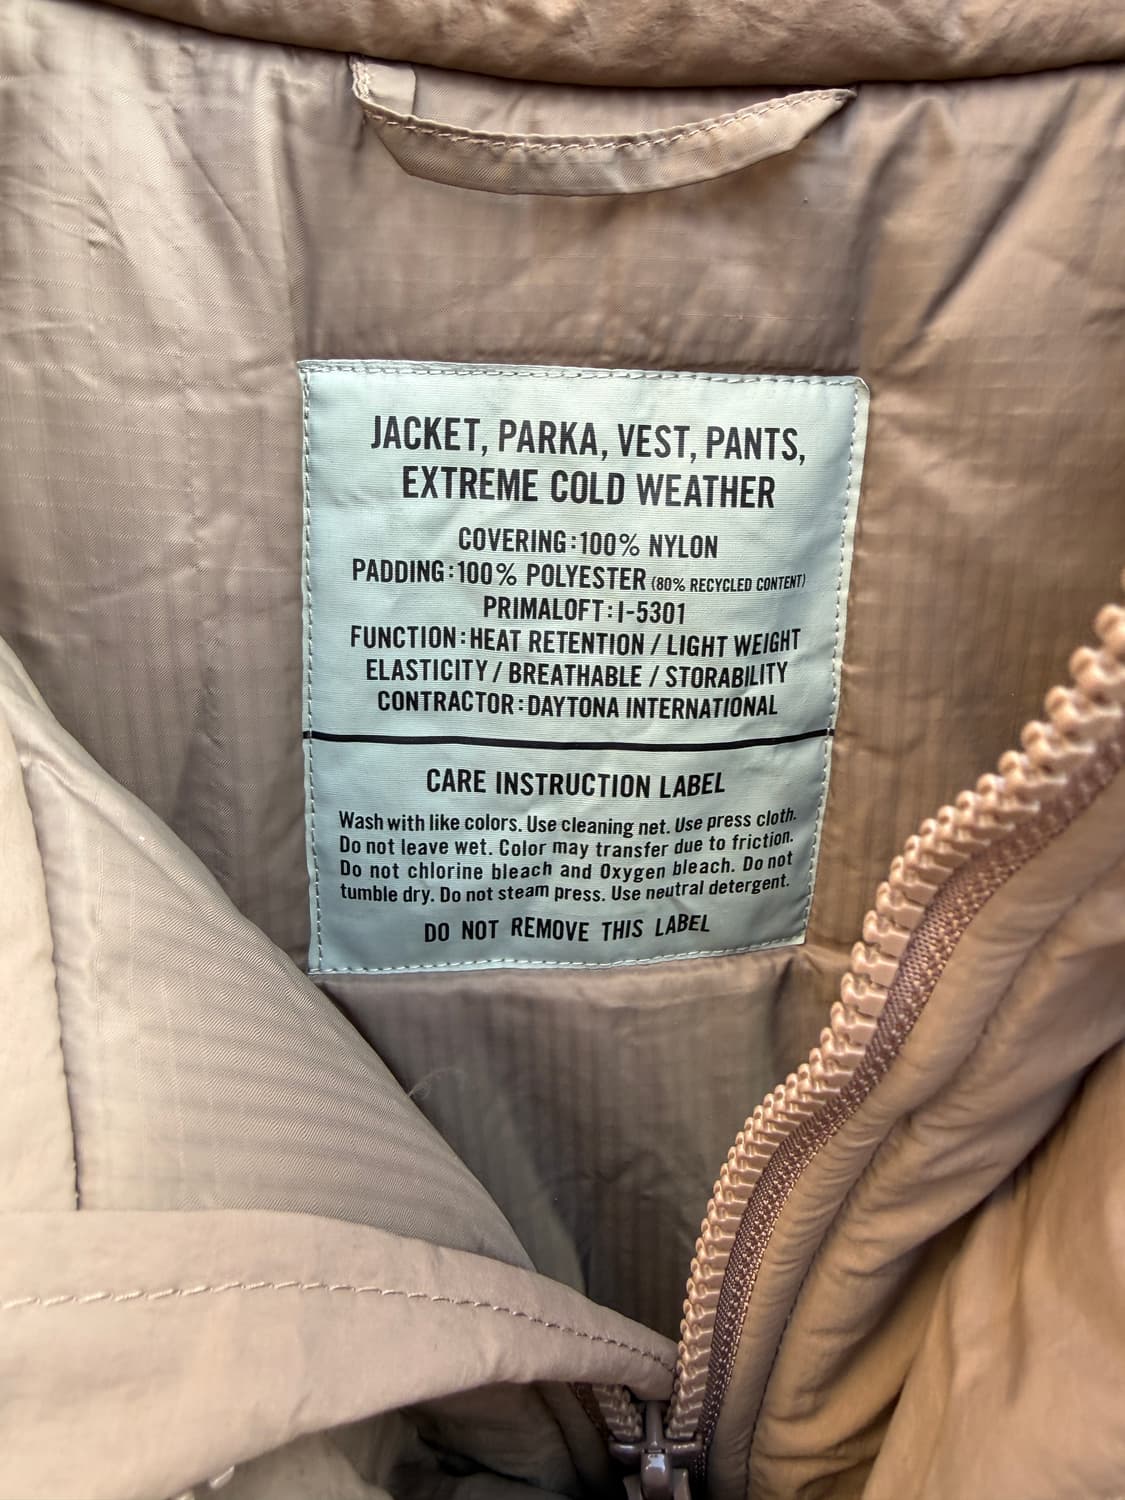 JACKET, PARKA, VEST, PANTS,
EXTREME COLD WEATHER
COVERING:100% NYLON
PADDING:100% POLYESTER (80% RECYCLED CONTENT)
PRIMALOFT:I-5301
FUNCTION:HEAT RETENTION / LIGHT WEIGHT
ELASTICITY / BREATHABLE / STORABILITY
CONTRACTOR:DAYTONA INTERNATIONAL
CARE INSTRUCTION LABEL
Wash with like colors. Use cleaning net. Use press cloth.
Do not leave wet. Color may transfer due to friction.
Do not chlorine bleach and Oxygen bleach. Do not
tumble dry. Do not steam press. Use neutral detergent.
DO NOT REMOVE THIS LABEL